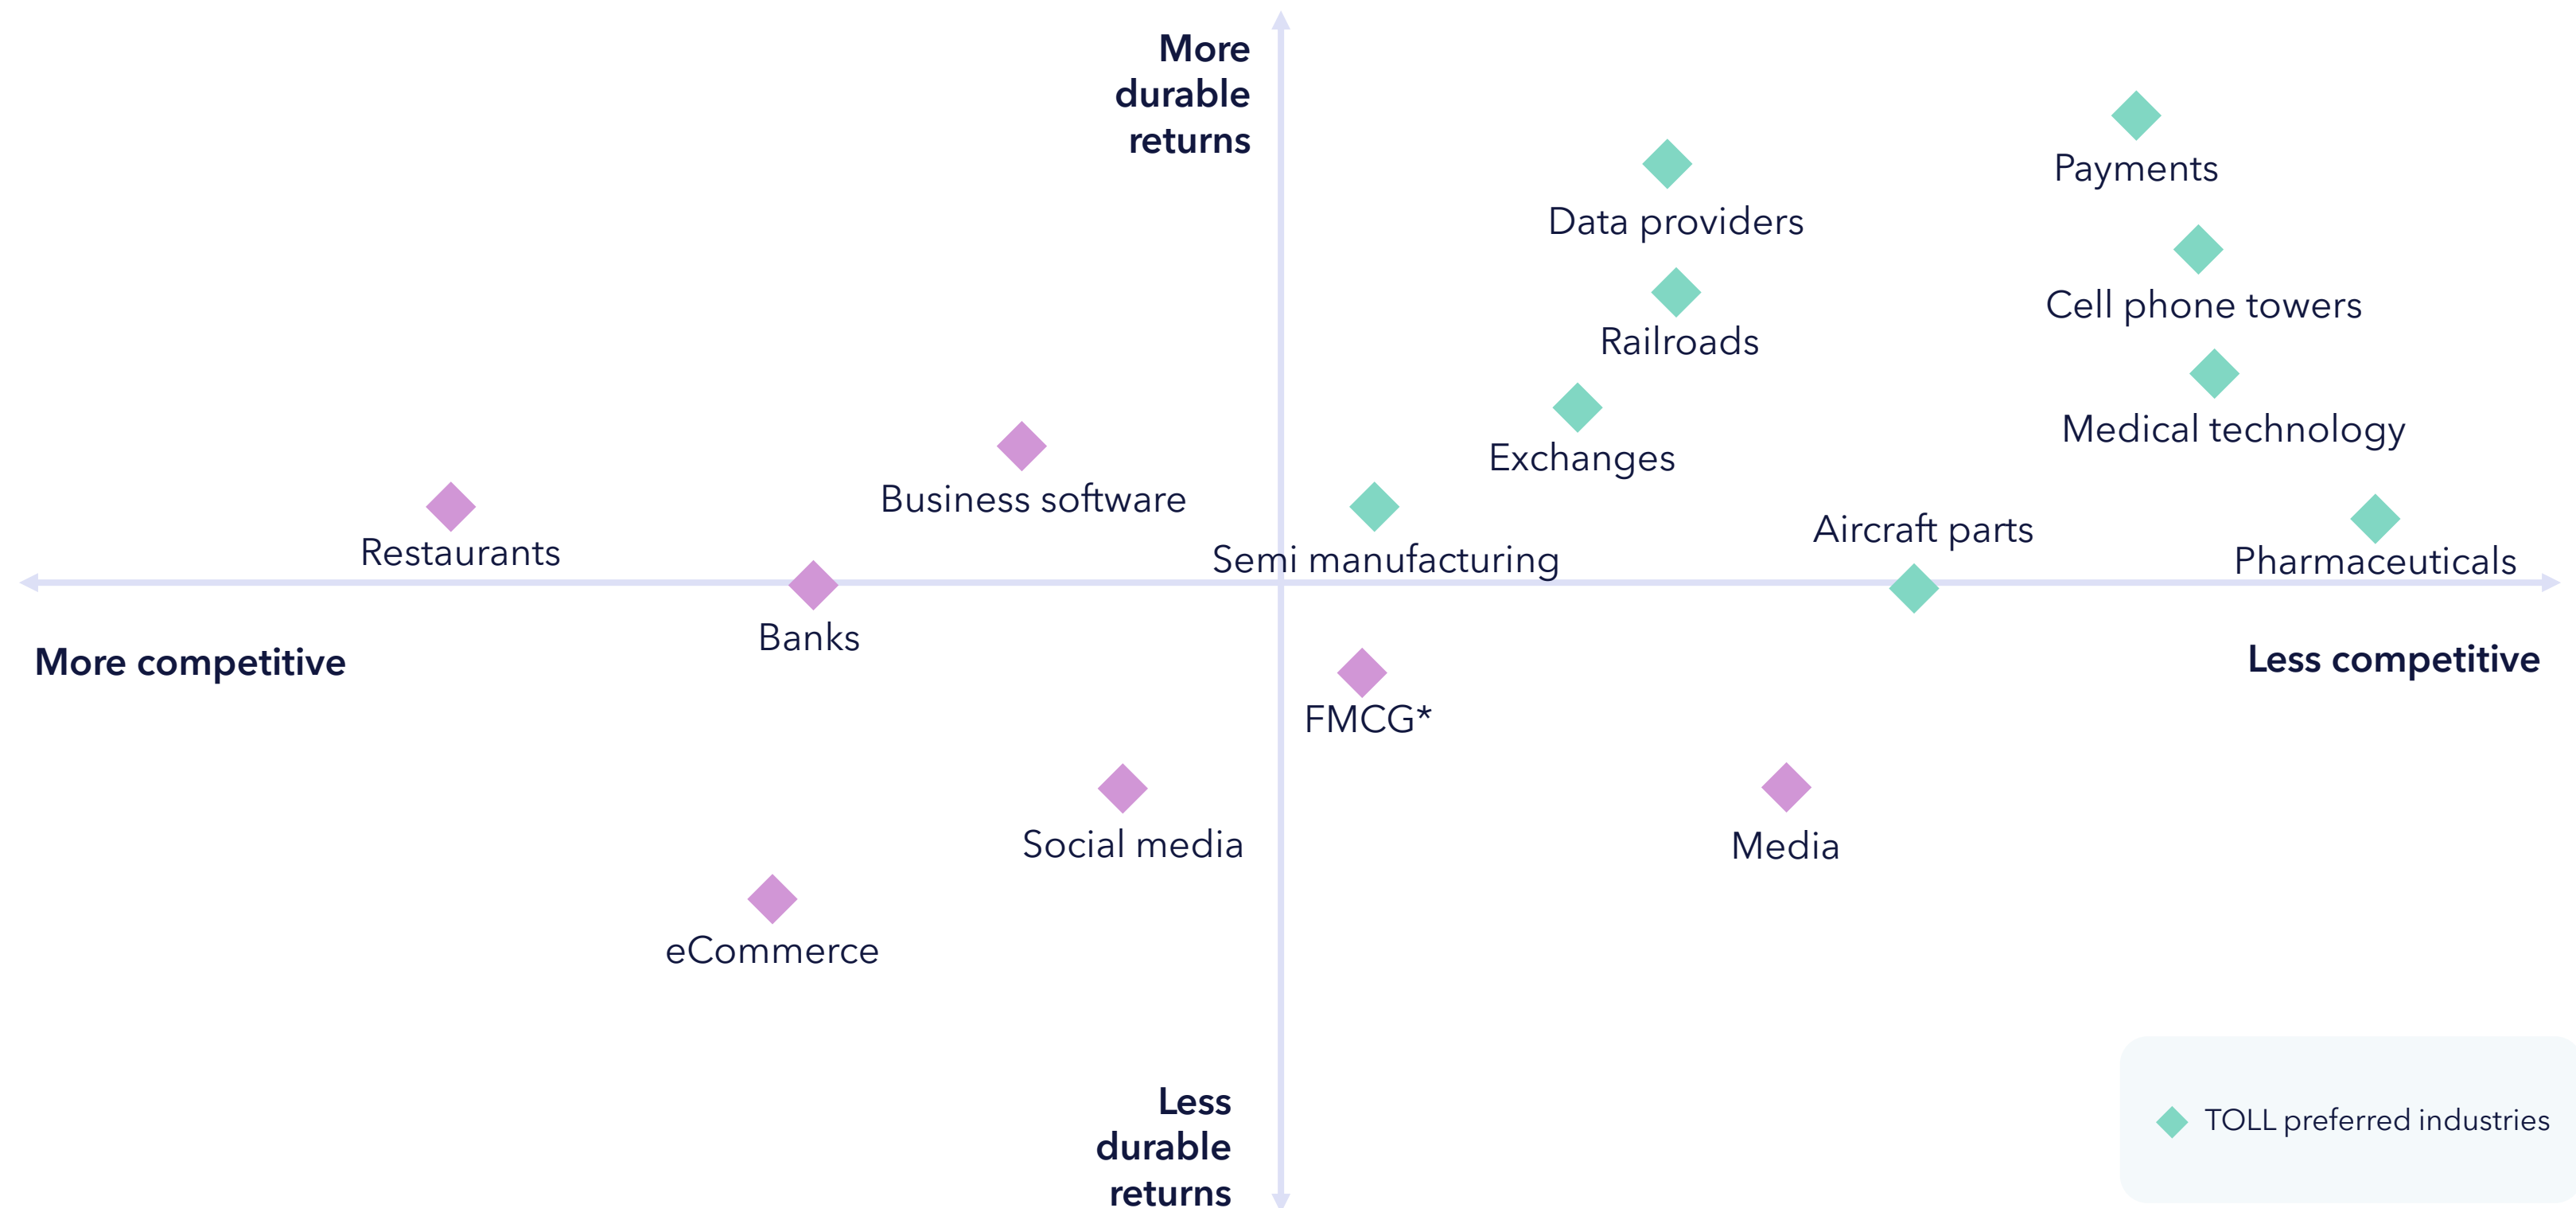 More
durable
returns
Payments
Data providers
Cell phone towers
Railroads
Medical technology
Exchanges
Business software
Aircraft parts
Restaurants
Semi manufacturing
Pharmaceuticals
Banks
More competitive
Less competitive
FMCG*
Social media
Media
eCommerce
Less
durable
returns
TOLL preferred industries